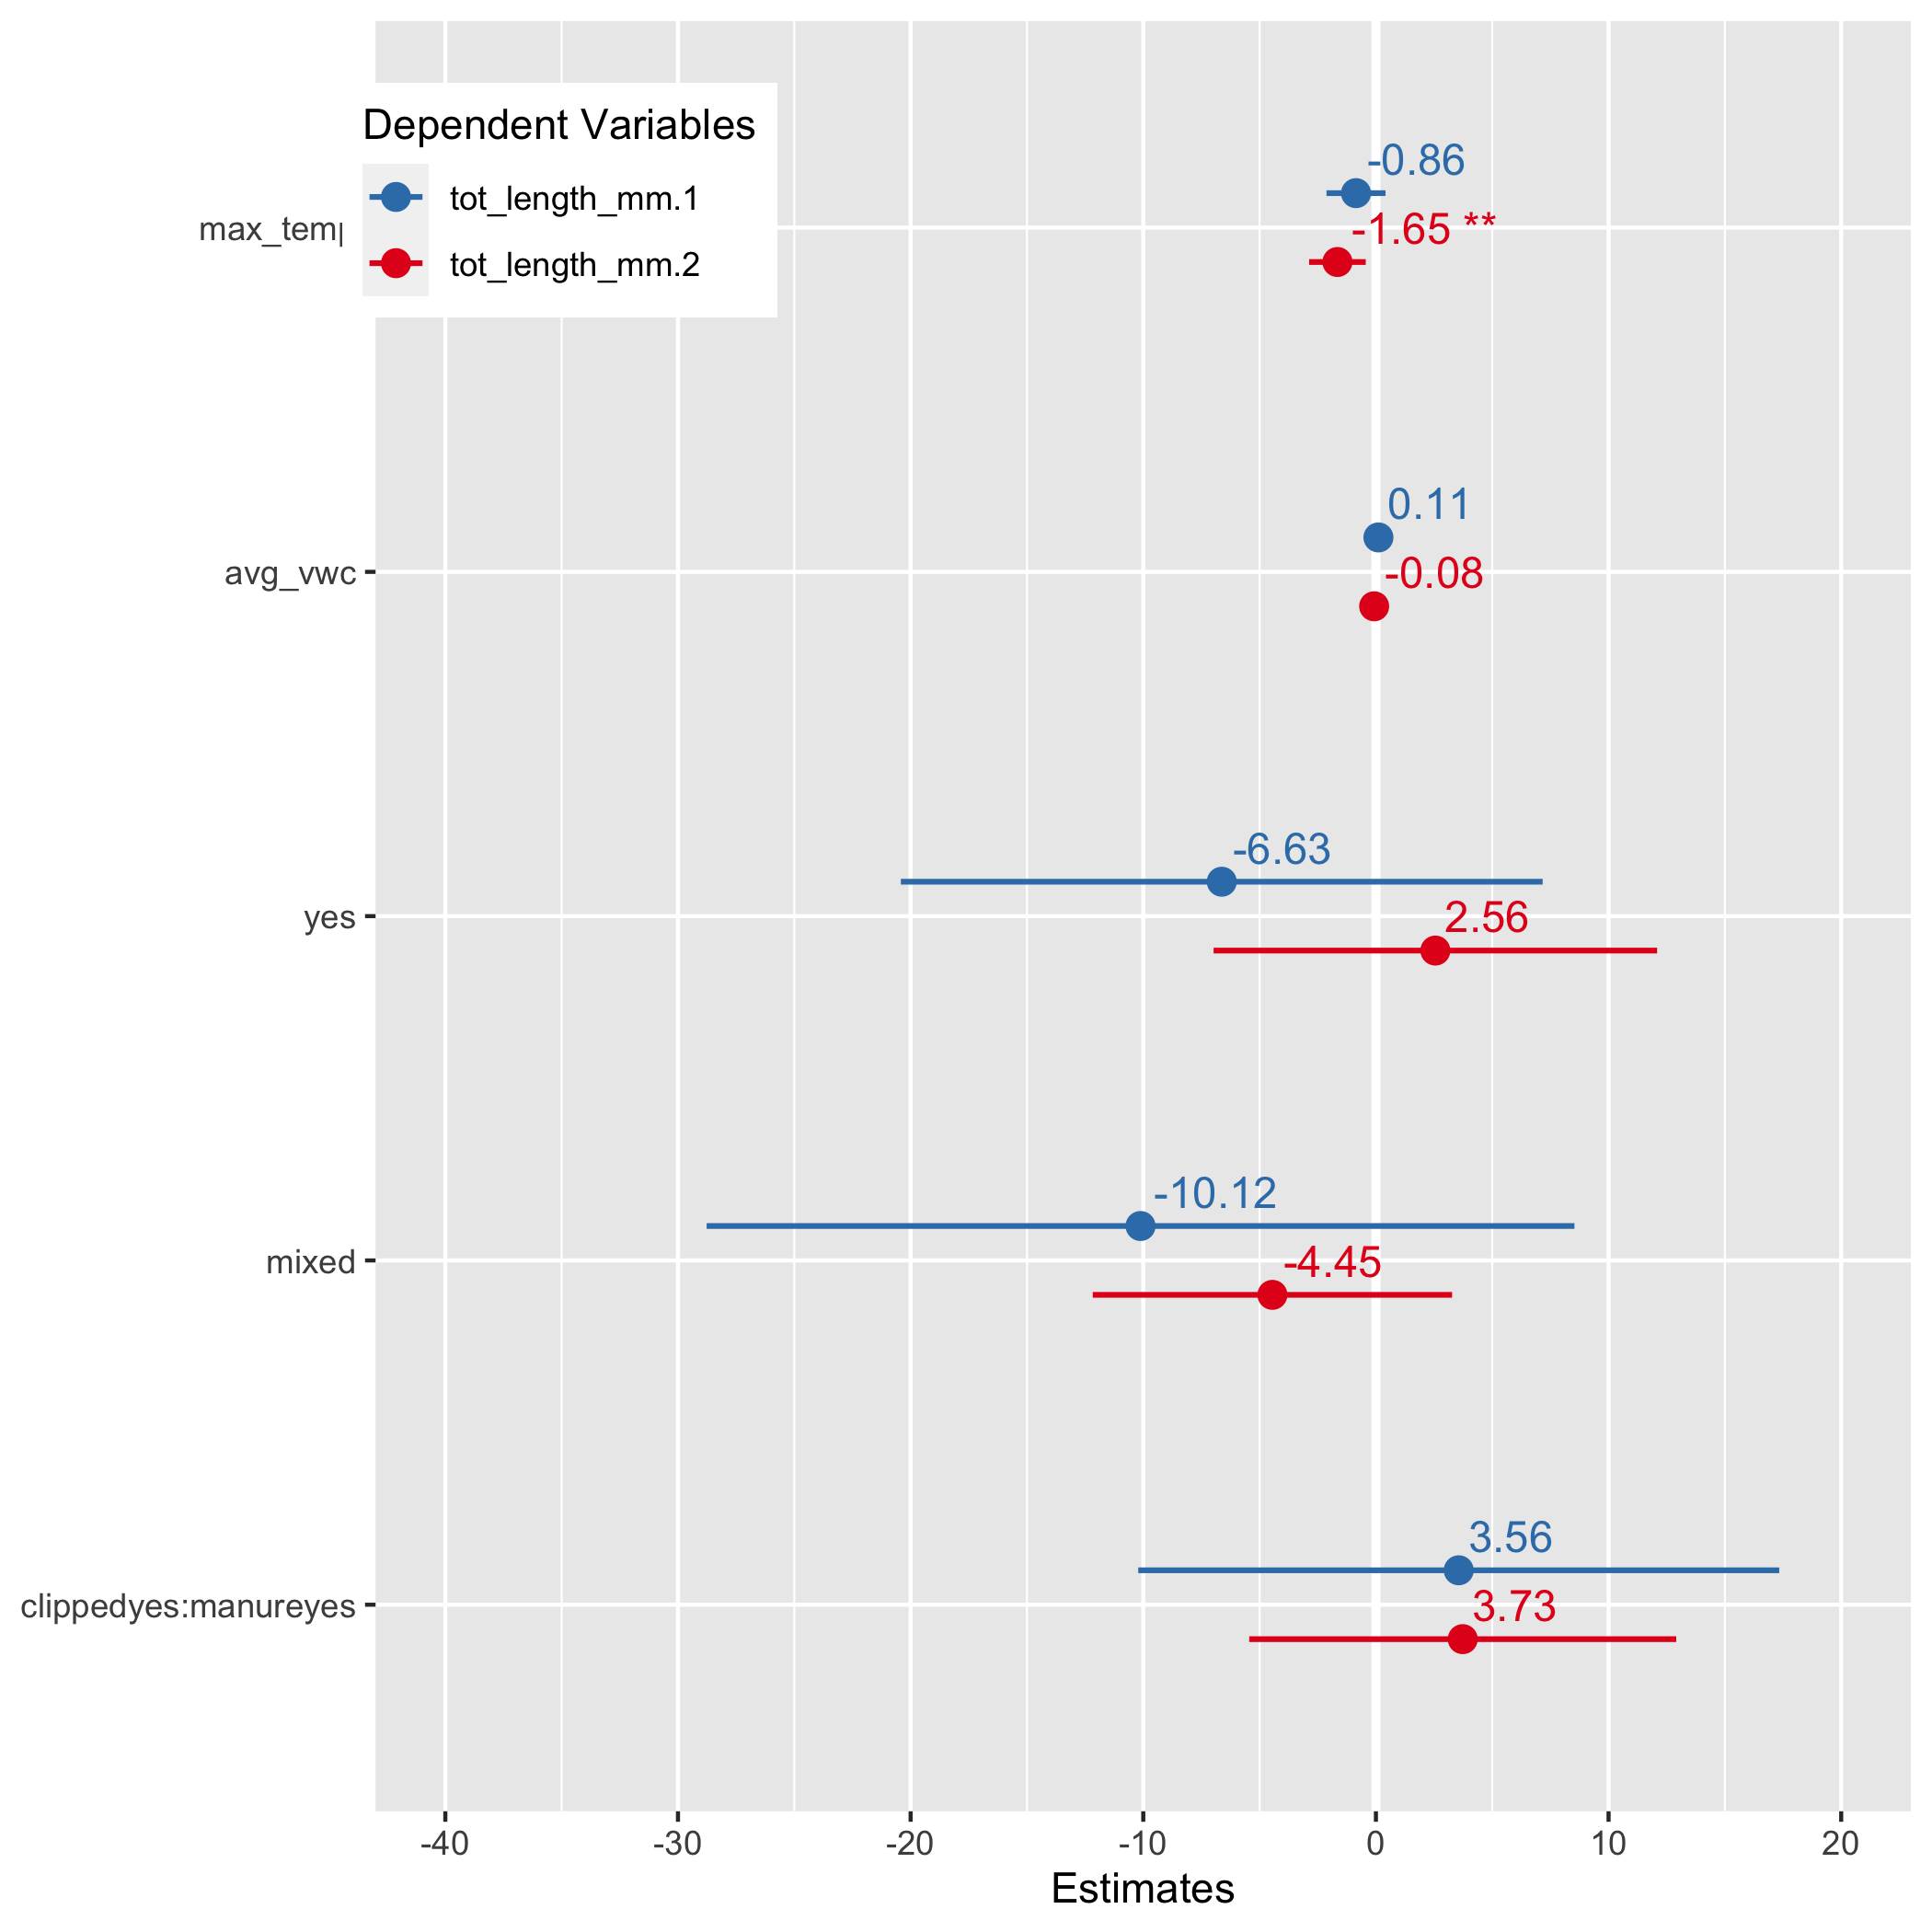 Dependent Variables
tot_length_mm.1
tot_length_mm.2
-0.86
max_tem
-1.65 **
0.11
avg_vwc
-0.08
-6.63
yes
2.56
-10.12
mixed
-4.45
3.56
clippedyes:manureyes
3.73
-40 -30 -20 -10 0 10 20
Estimates